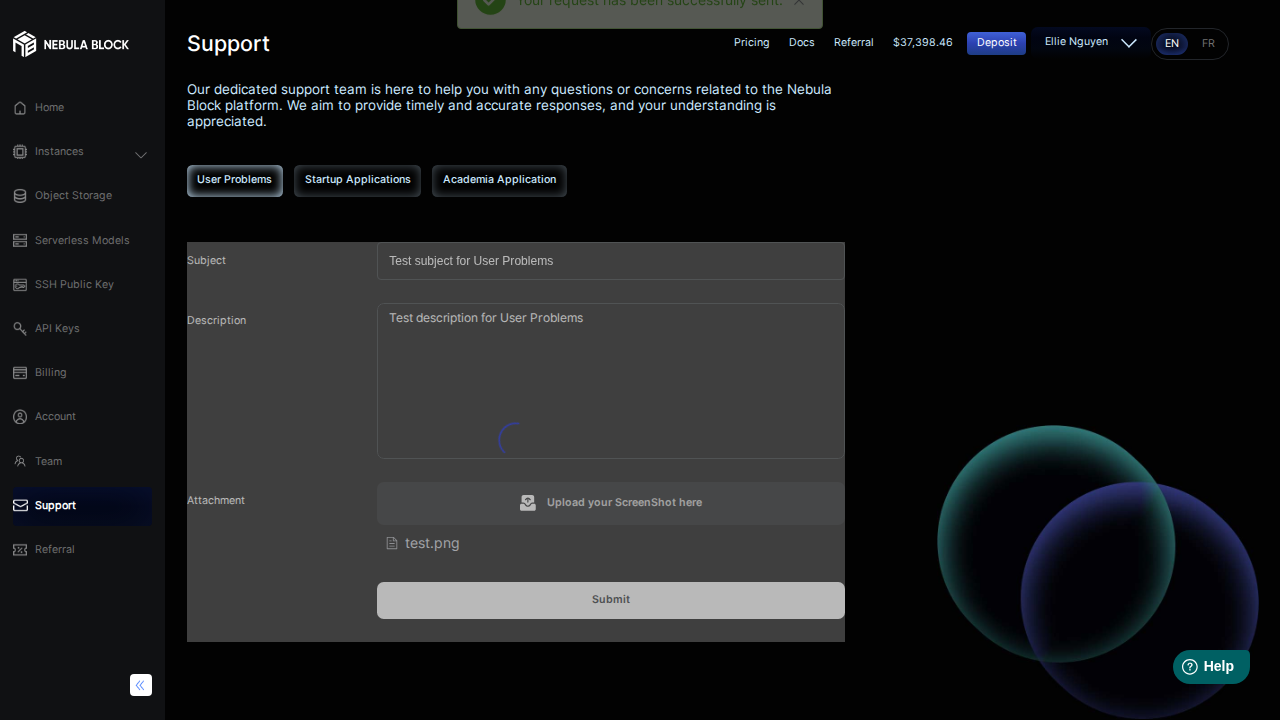 Your request has been successfully sent.
NEBULA BLOCK
Support
Pricing
Docs
Referral
$37,398.46
Deposit
Ellie Nguyen
EN
FR
Our dedicated support team is here to help you with any questions or concerns related to the Nebula
Block platform. We aim to provide timely and accurate responses, and your understanding is
appreciated.
Home
Instances
Object Storage
Serverless Models
SSH Public Key
API Keys
Billing
Account
Team
Support
Referral
User Problems
Startup Applications
Academia Application
Subject
Test subject for User Problems
Description
Test description for User Problems
Attachment
Upload your ScreenShot here
test.png
Submit
Help